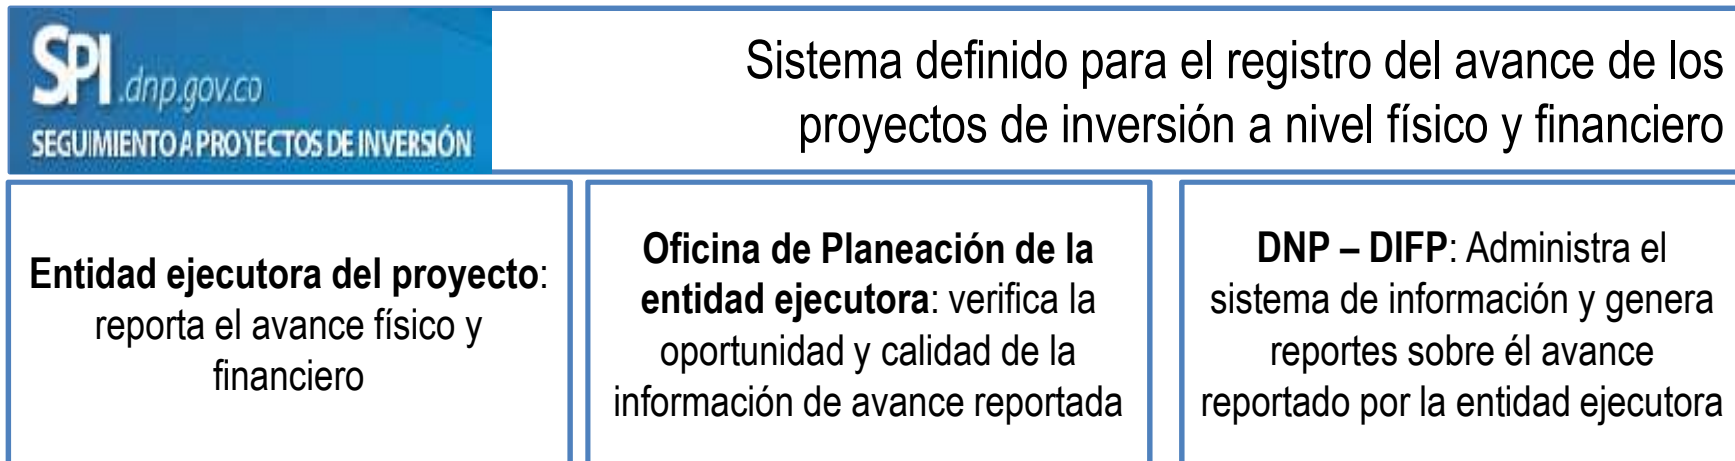 SPI.dnp.gov.co
SEGUIMIENTO A PROYECTOS DE INVERSIÓN
Sistema definido para el registro del avance de los
proyectos de inversión a nivel físico y financiero
Entidad ejecutora del proyecto:
reporta el avance físico y
financiero
Oficina de Planeación de la
entidad ejecutora: verifica la
oportunidad y calidad de la
información de avance reportada
DNP – DIFP: Administra el
sistema de información y genera
reportes sobre él avance
reportado por la entidad ejecutora